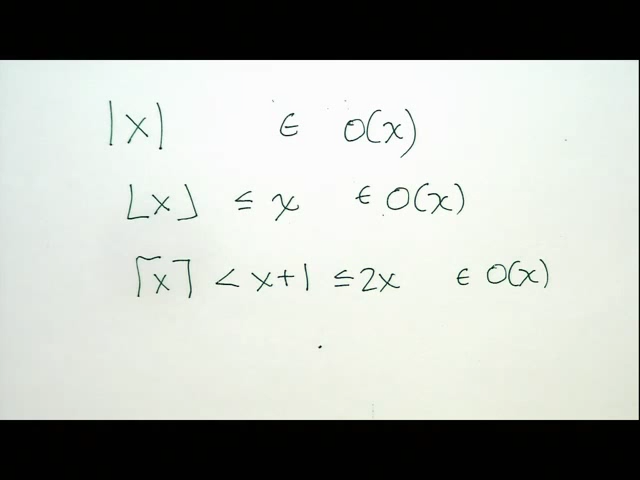 |x| ∈ O(x)
⌊x⌋ ≤ x ∈ O(x)
⌈x⌉ < x+1 ≤ 2x ∈ O(x)